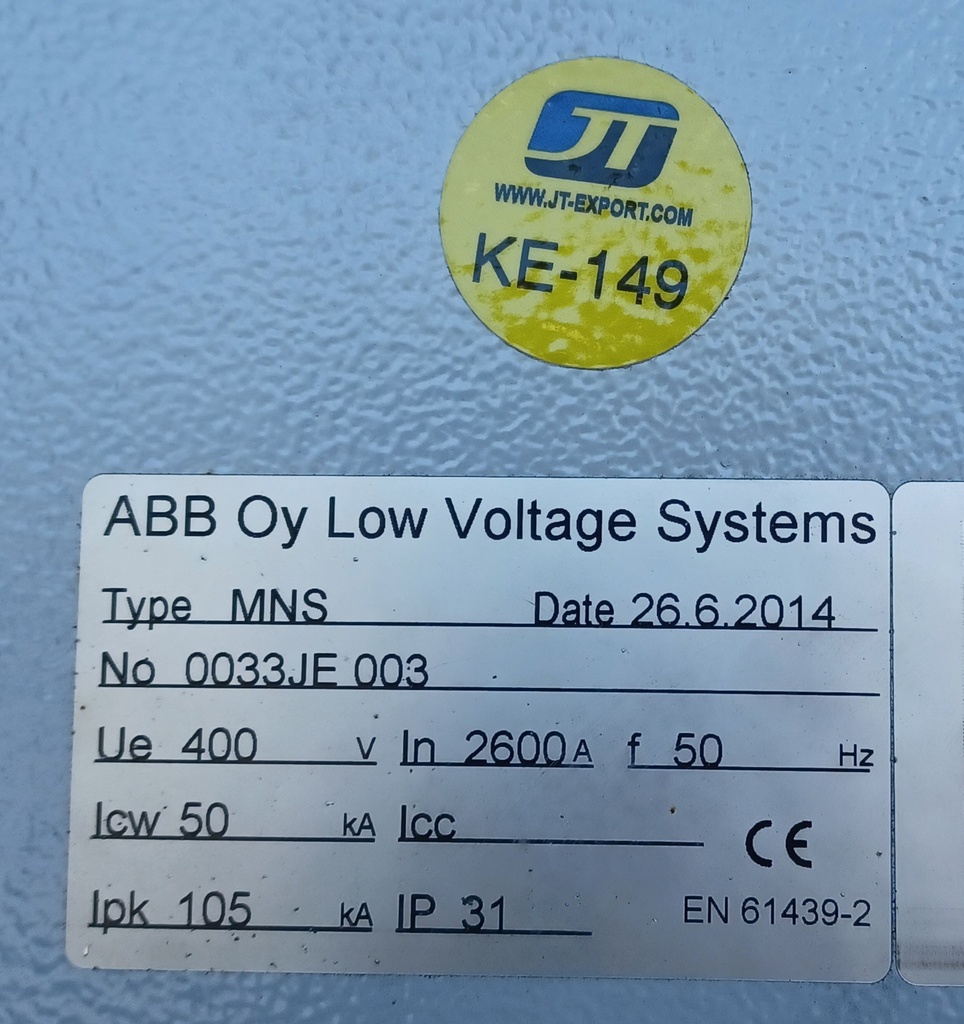 JT
WWW.JT-EXPORT.COM
KE-149
ABB Oy Low Voltage Systems
Type MNS Date 26.6.2014
No 0033JE 003
Ue 400 V In 2600 A f 50 Hz
Icw 50 kA Icc
CE
Ipk 105 kA IP 31 EN 61439-2